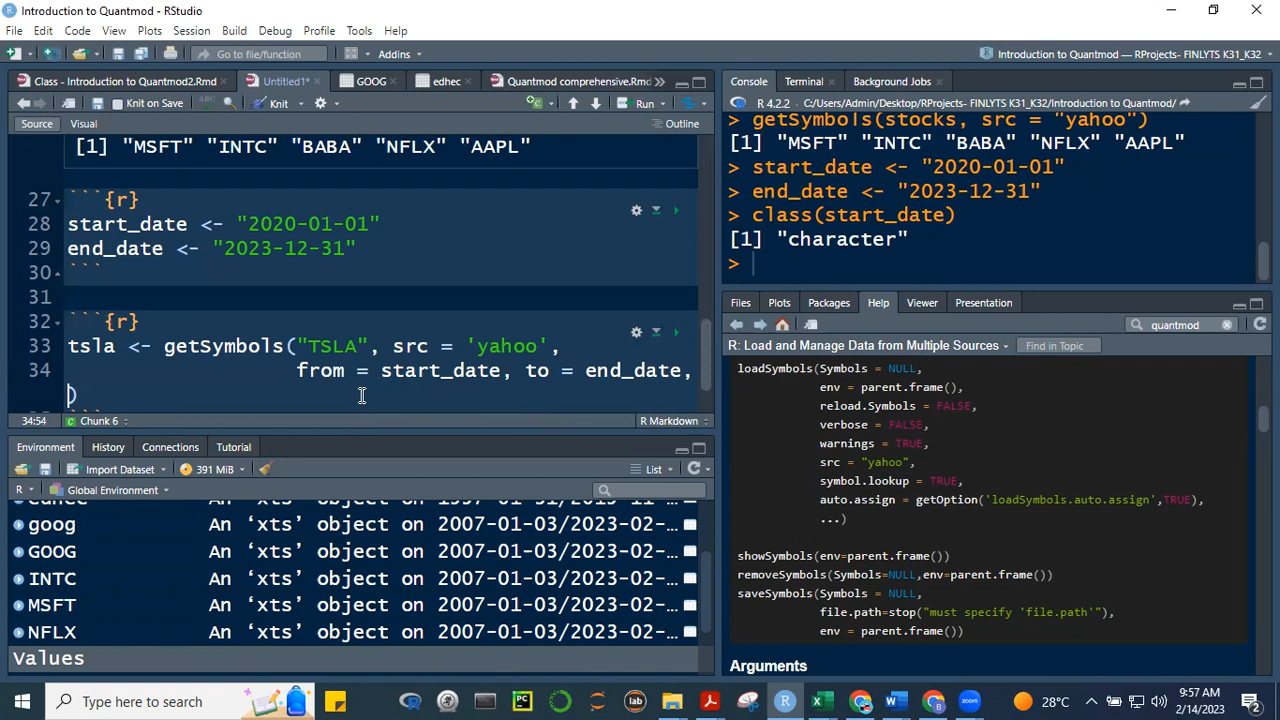 Introduction to Quantmod - RStudio
File Edit Code View Plots Session Build Debug Profile Tools Help
Go to file/function Addins Introduction to Quantmod — RProjects- FINLYTS K31_K32
Class - Introduction to Quantmod2.Rmd Untitled1* GOOG edhec Quantmod comprehensive.Rmd
Knit on Save Knit Run
Source Visual Outline
[1] "MSFT" "INTC" "BABA" "NFLX" "AAPL"
27 ```{r}
28 start_date <- "2020-01-01"
29 end_date <- "2023-12-31"
30 ```
31
32 ```{r}
33 tsla <- getSymbols("TSLA", src = 'yahoo',
34 from = start_date, to = end_date,
)
34:54 Chunk 6 R Markdown
Environment History Connections Tutorial
Import Dataset 391 MiB List
R Global Environment
goog An ‘xts’ object on 2007-01-03/2023-02-...
GOOG An ‘xts’ object on 2007-01-03/2023-02-...
INTC An ‘xts’ object on 2007-01-03/2023-02-...
MSFT An ‘xts’ object on 2007-01-03/2023-02-...
NFLX An ‘xts’ object on 2007-01-03/2023-02-...
Values
Console Terminal Background Jobs
R 4.2.2 . C:/Users/Admin/Desktop/RProjects- FINLYTS K31_K32/Introduction to Quantmod/
> getSymbols(stocks, src = "yahoo")
[1] "MSFT" "INTC" "BABA" "NFLX" "AAPL"
> start_date <- "2020-01-01"
> end_date <- "2023-12-31"
> class(start_date)
[1] "character"
>
Files Plots Packages Help Viewer Presentation
quantmod
R: Load and Manage Data from Multiple Sources Find in Topic
loadSymbols(Symbols = NULL,
env = parent.frame(),
reload.Symbols = FALSE,
verbose = FALSE,
warnings = TRUE,
src = "yahoo",
symbol.lookup = TRUE,
auto.assign = getOption('loadSymbols.auto.assign',TRUE),
...)
showSymbols(env=parent.frame())
removeSymbols(Symbols=NULL,env=parent.frame())
saveSymbols(Symbols = NULL,
file.path=stop("must specify 'file.path'"),
env = parent.frame())
Arguments
Type here to search
28°C
9:57 AM
2/14/2023